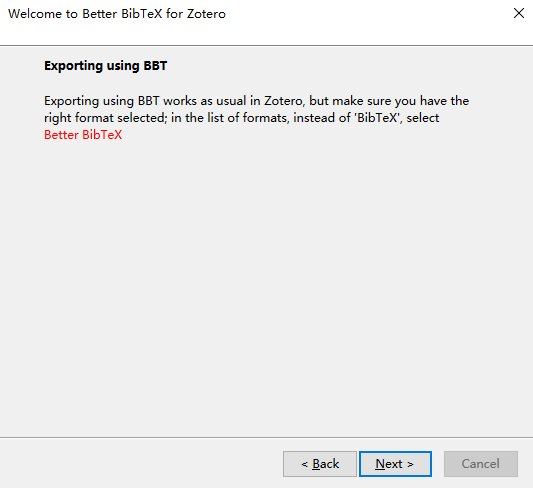 Welcome to Better BibTeX for Zotero
Exporting using BBT
Exporting using BBT works as usual in Zotero, but make sure you have the
right format selected; in the list of formats, instead of 'BibTeX', select
Better BibTeX
< Back
Next >
Cancel